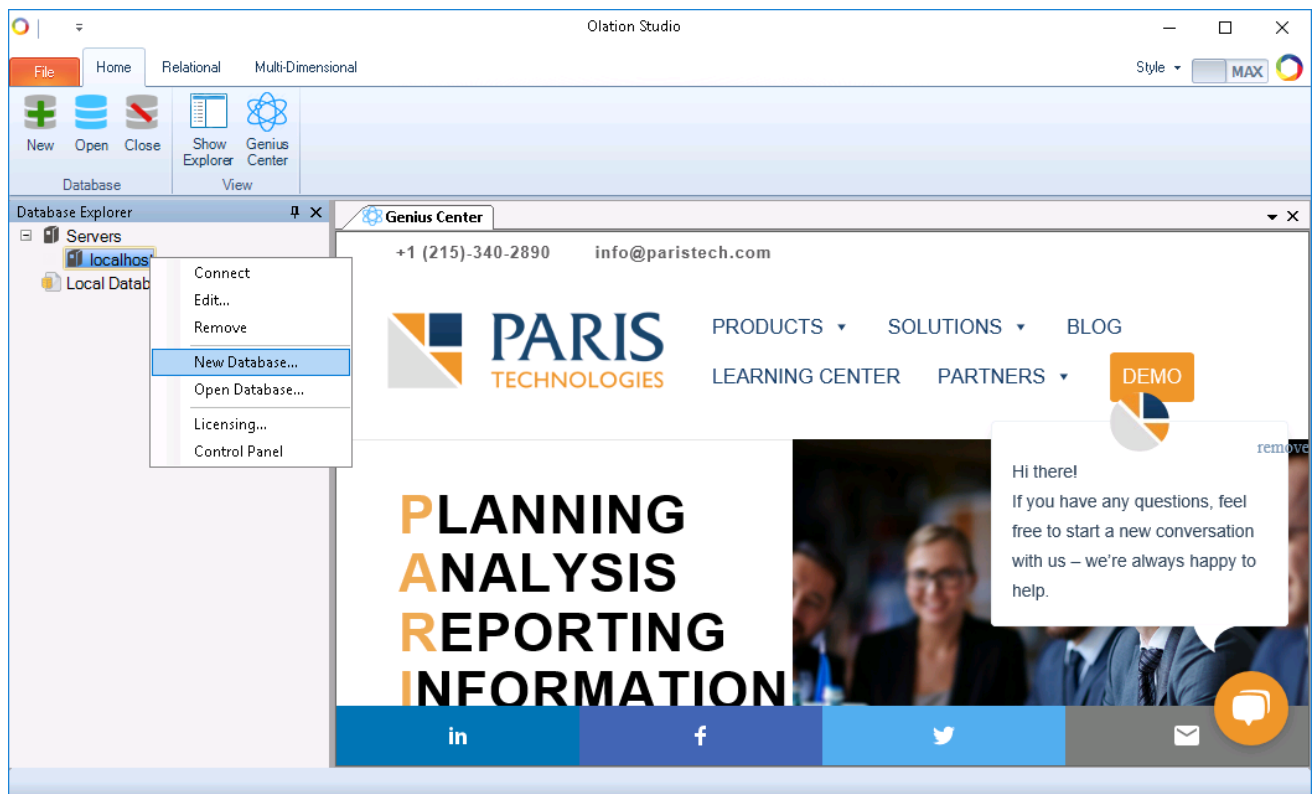 Olation Studio
File Home Relational Multi-Dimensional Style MAX
New Open Close Show Explorer Genius Center
Database View
Database Explorer
Servers
localhost
Local Datab
Connect
Edit...
Remove
New Database...
Open Database...
Licensing...
Control Panel
Genius Center
+1 (215)-340-2890 info@paristech.com
PARIS
TECHNOLOGIES
PRODUCTS SOLUTIONS BLOG
LEARNING CENTER PARTNERS DEMO
remove
Hi there!
If you have any questions, feel
free to start a new conversation
with us – we're always happy to
help.
PLANNING
ANALYSIS
REPORTING
INFORMATION
in f